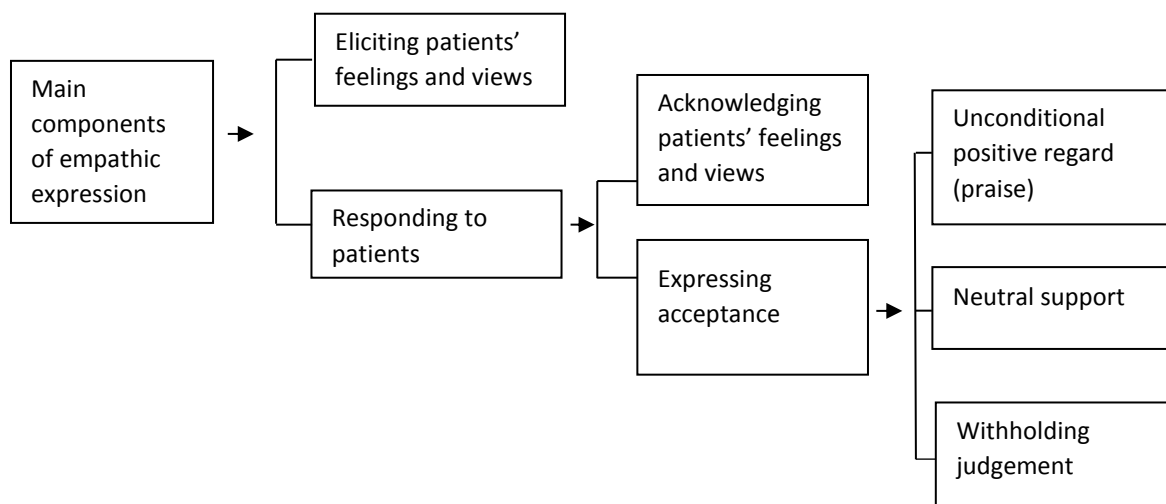 Main
components
of empathic
expression
Eliciting patients’
feelings and views
Responding to
patients
Acknowledging
patients’ feelings
and views
Expressing
acceptance
Unconditional
positive regard
(praise)
Neutral support
Withholding
judgement